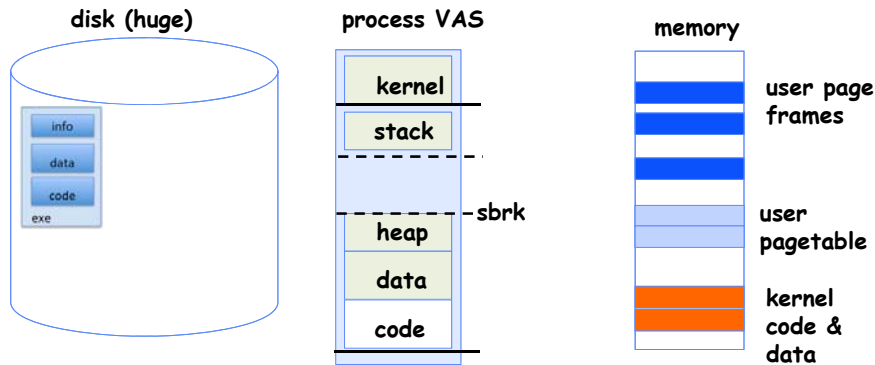 disk (huge)
info
data
code
exe
process VAS
kernel
stack
sbrk
heap
data
code
memory
user page
frames
user
pagetable
kernel
code &
data